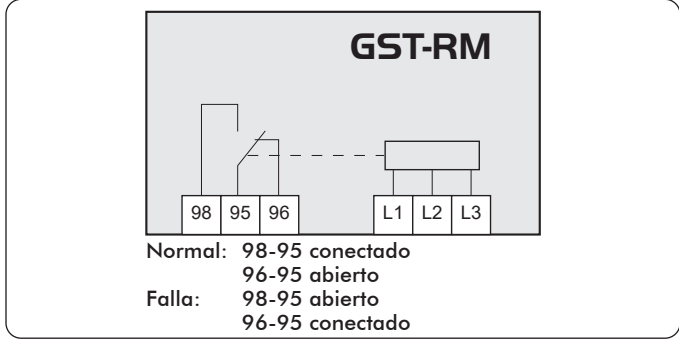 GST-RM
98 95 96 L1 L2 L3
Normal: 98-95 conectado
96-95 abierto
Falla: 98-95 abierto
96-95 conectado